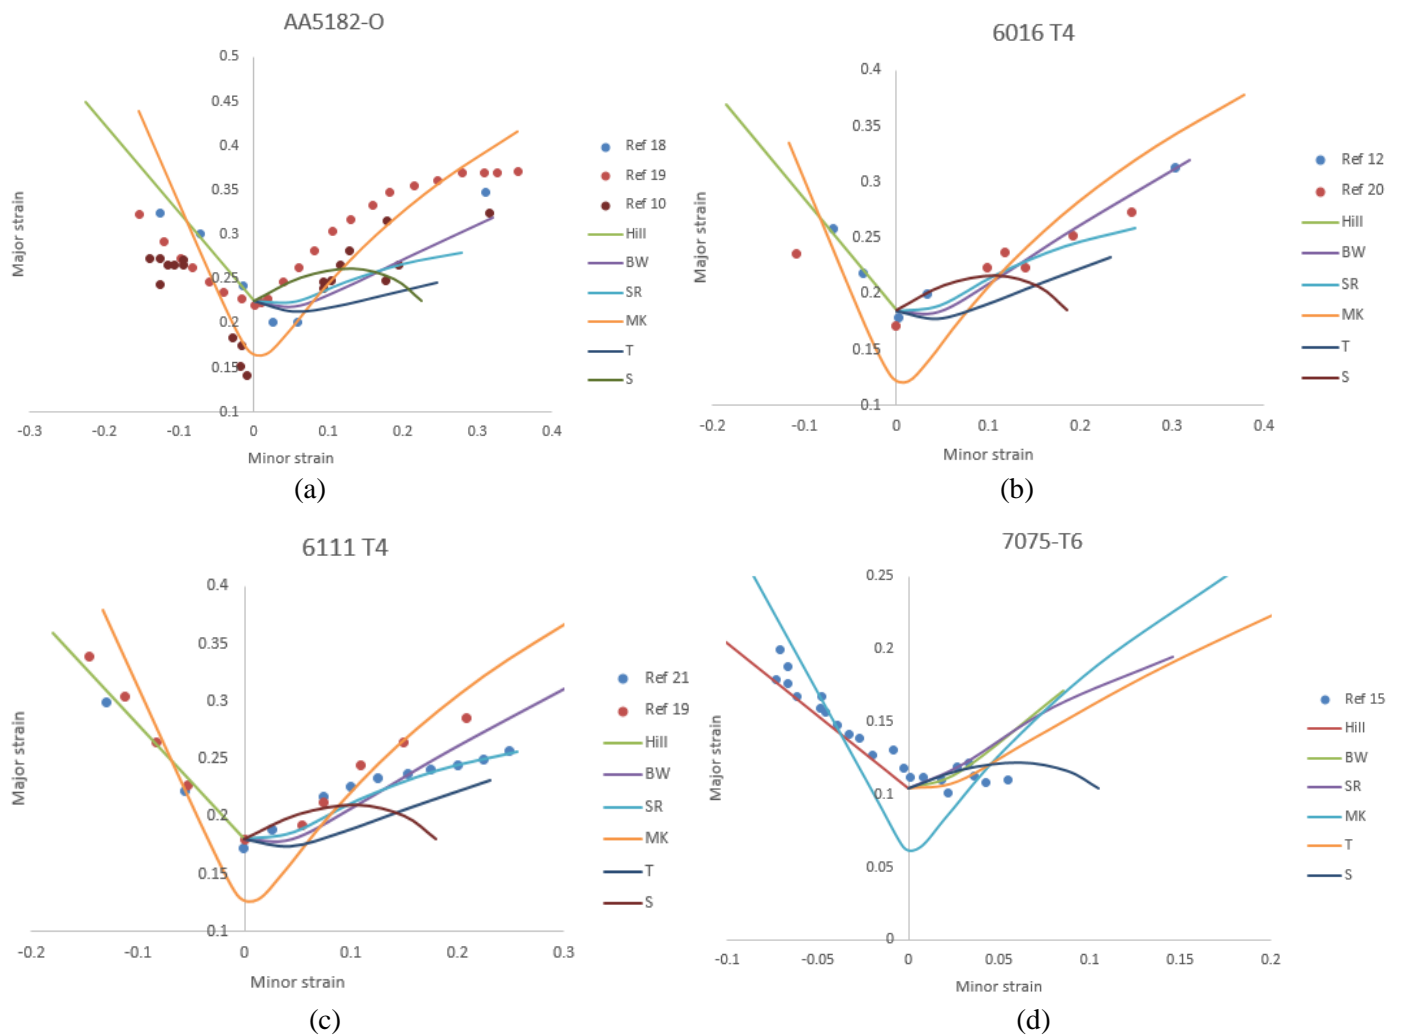 AA5182-O
0.5
0.45
0.4
0.35
0.3
0.25
0.2
0.15
0.1
-0.3 -0.2 -0.1 0 0.1 0.2 0.3 0.4
Major strain
Minor strain
Ref 18
Ref 19
Ref 10
Hill
BW
SR
MK
T
S
(a)
6016 T4
0.4
0.35
0.3
0.25
0.2
0.15
0.1
-0.2 -0.1 0 0.1 0.2 0.3 0.4
Major strain
Minor strain
Ref 12
Ref 20
Hill
BW
SR
MK
T
S
(b)
6111 T4
0.4
0.35
0.3
0.25
0.2
0.15
0.1
-0.2 -0.1 0 0.1 0.2 0.3
Major strain
Minor strain
Ref 21
Ref 19
Hill
BW
SR
MK
T
S
(c)
7075-T6
0.25
0.2
0.15
0.1
0.05
0
-0.1 -0.05 0 0.05 0.1 0.15 0.2
Major strain
Minor strain
Ref 15
Hill
BW
SR
MK
T
S
(d)